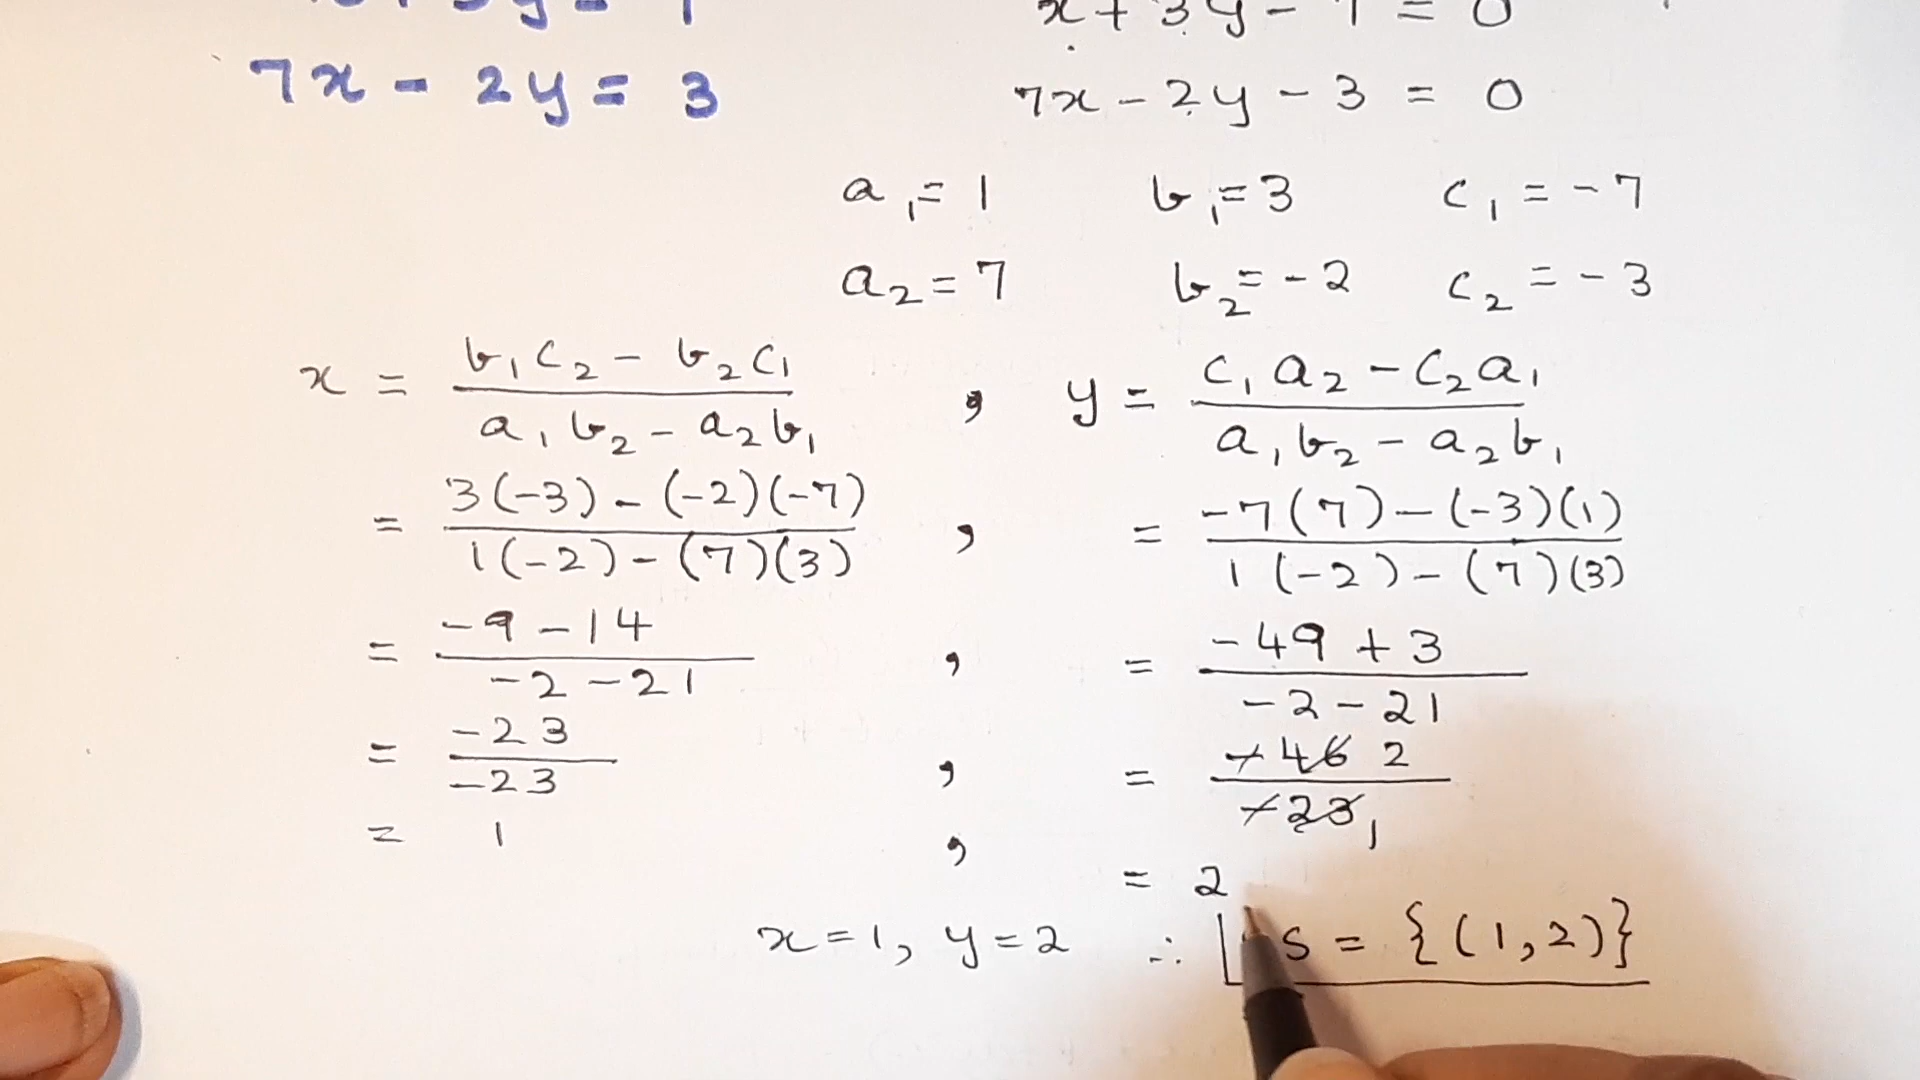 x + 3y - 7 = 0
7x - 2y = 3
7x - 2y - 3 = 0
a₁ = 1 b₁ = 3 c₁ = -7
a₂ = 7 b₂ = -2 c₂ = -3
x = (b₁c₂ - b₂c₁)/(a₁b₂ - a₂b₁) , y = (c₁a₂ - c₂a₁)/(a₁b₂ - a₂b₁)
= (3(-3) - (-2)(-7))/(1(-2) - (7)(3)) , = (-7(7) - (-3)(1))/(1(-2) - (7)(3))
= (-9 - 14)/(-2 - 21) , = (-49 + 3)/(-2 - 21)
= -23/-23 , = -46 2/-23 1
= 1 ,
= 2
x = 1, y = 2 ∴ S = {(1,2)}